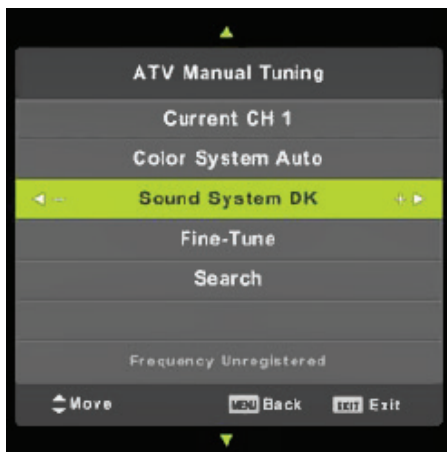 ATV Manual Tuning
Current CH 1
Color System Auto
Sound System DK
Fine-Tune
Search
Frequency Unregistered
Move MENU Back EXIT Exit